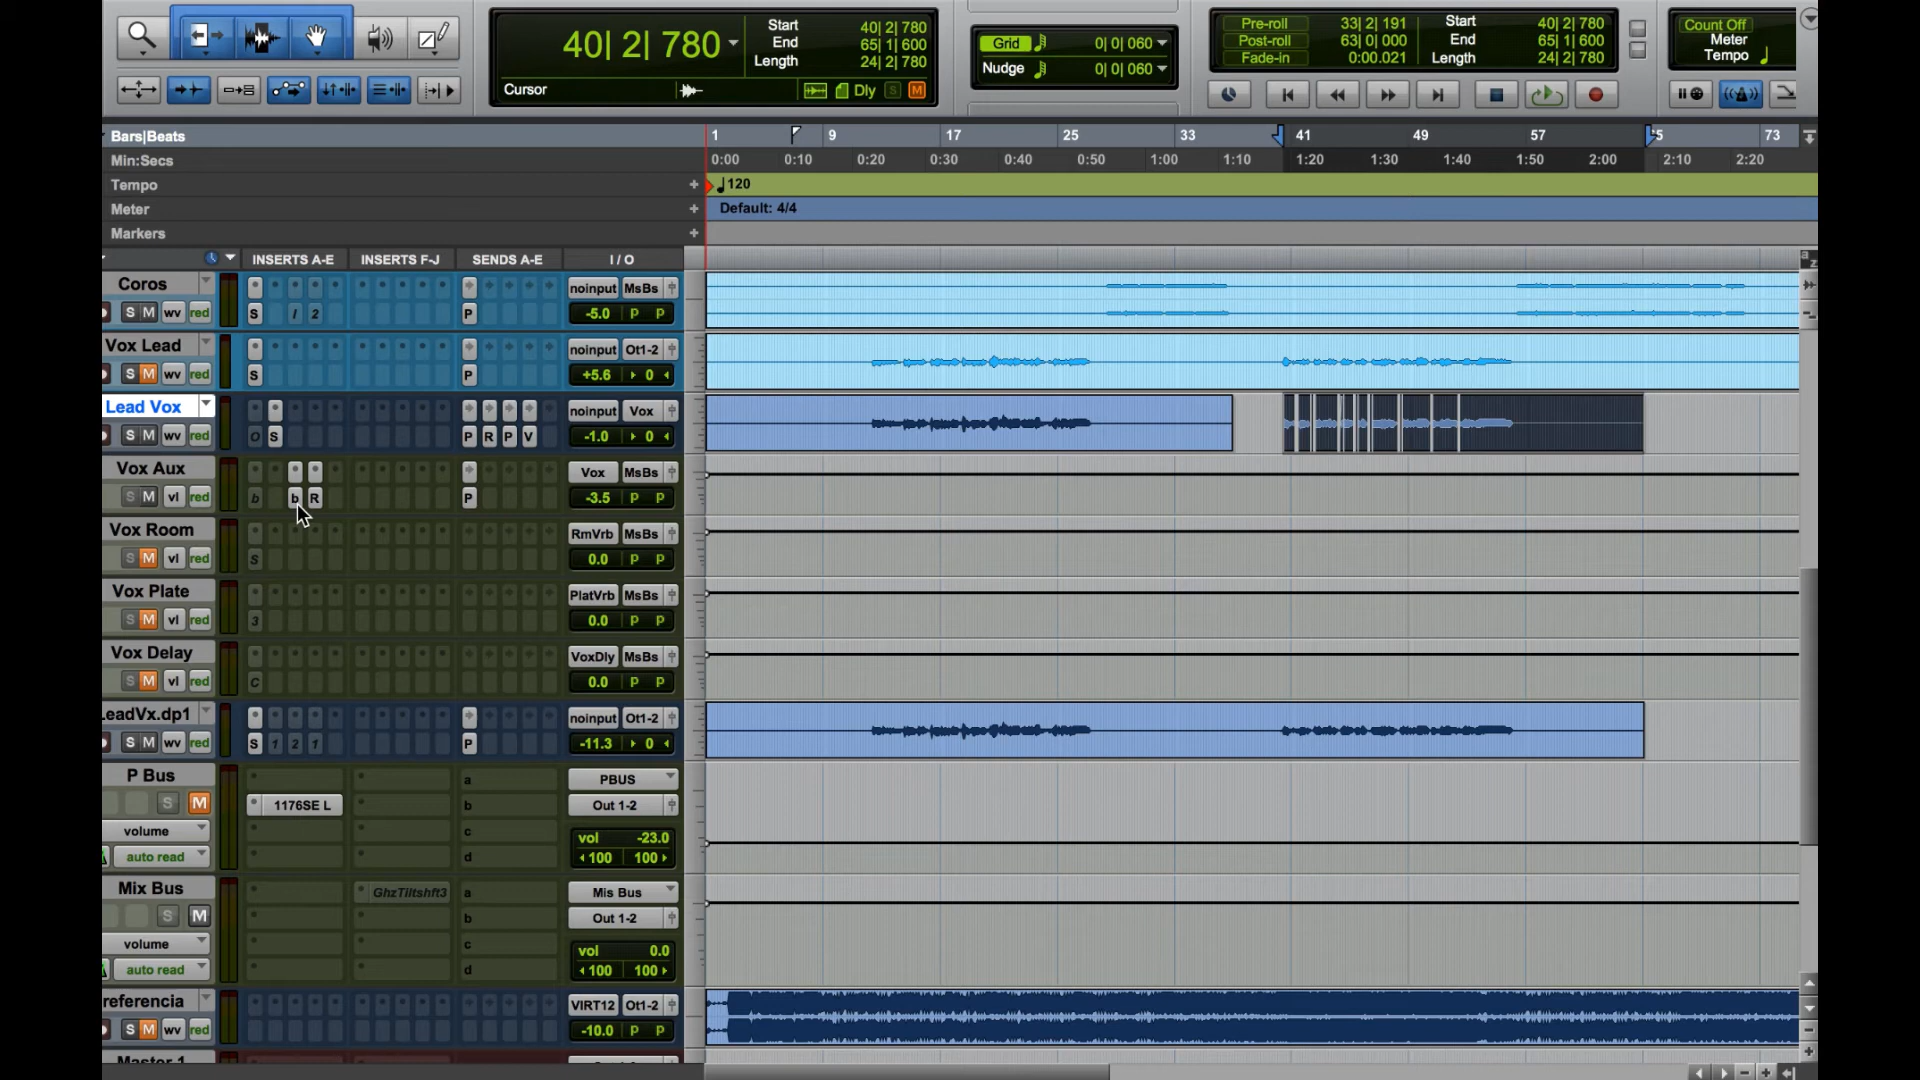 40| 2| 780
Start 40| 2| 780
End 65| 1| 600
Length 24| 2| 780
Cursor
Dly S M
Grid 0| 0| 060
Nudge 0| 0| 060
Pre-roll 33| 2| 191
Post-roll 63| 0| 000
Fade-in 0:00.021
Start 40| 2| 780
End 65| 1| 600
Length 24| 2| 780
Count Off
Meter
Tempo
Bars|Beats 1 9 17 25 33 41 49 57 73
Min:Secs 0:00 0:10 0:20 0:30 0:40 0:50 1:00 1:10 1:20 1:30 1:40 1:50 2:00 2:10 2:20
Tempo + 120
Meter + Default: 4/4
Markers +
INSERTS A-E INSERTS F-J SENDS A-E I / O
Coros noinput MsBs
S M wv red S I 2 P -5.0 P P
Vox Lead noinput Ot1-2
S M wv red S P +5.6 0
Lead Vox noinput Vox
S M wv red O S P R P V -1.0 0
Vox Aux Vox MsBs
S M vl red b b R P -3.5 P P
Vox Room RmVrb MsBs
S M vl red S 0.0 P P
Vox Plate PlatVrb MsBs
S M vl red 3 0.0 P P
Vox Delay VoxDly MsBs
S M vl red C 0.0 P P
LeadVx.dp1 noinput Ot1-2
S M wv red S 1 2 1 P -11.3 0
P Bus a PBUS
S M 1176SE L b Out 1-2
volume c vol -23.0
auto read d 100 100
Mix Bus GhzTiltshft3 a Mis Bus
S M b Out 1-2
volume c vol 0.0
auto read d 100 100
referencia VIRT12 Ot1-2
S M wv red -10.0 P P
Master 1